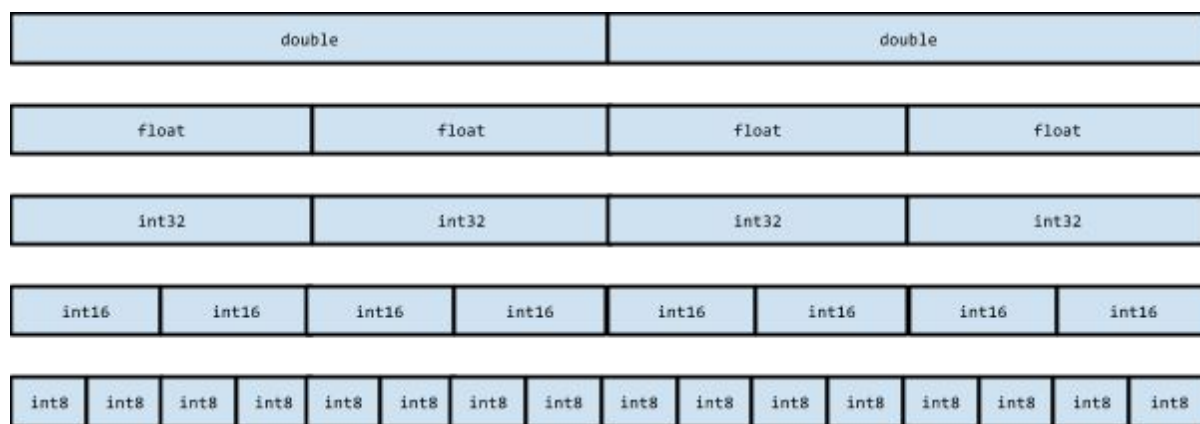 double double
float float float float
int32 int32 int32 int32
int16 int16 int16 int16 int16 int16 int16 int16
int8 int8 int8 int8 int8 int8 int8 int8 int8 int8 int8 int8 int8 int8 int8 int8